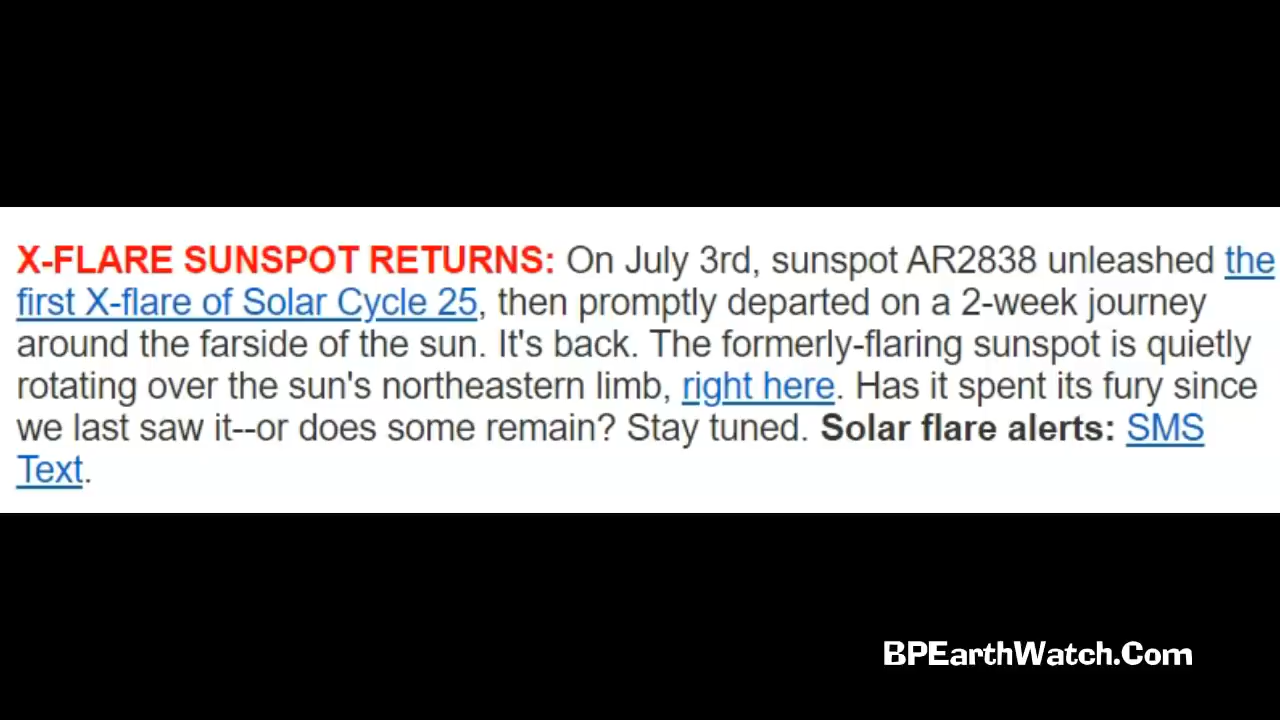 X-FLARE SUNSPOT RETURNS: On July 3rd, sunspot AR2838 unleashed the
first X-flare of Solar Cycle 25, then promptly departed on a 2-week journey
around the farside of the sun. It's back. The formerly-flaring sunspot is quietly
rotating over the sun's northeastern limb, right here. Has it spent its fury since
we last saw it--or does some remain? Stay tuned. Solar flare alerts: SMS
Text.
BPEarthWatch.Com